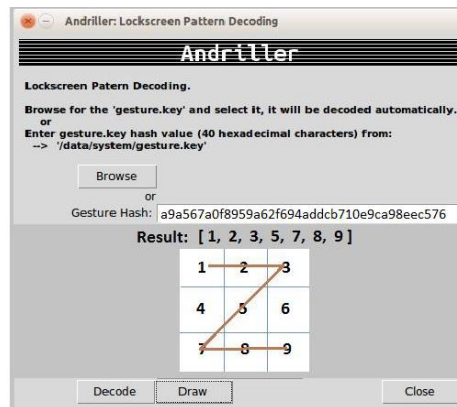 Andriller: Lockscreen Pattern Decoding
Andriller
Lockscreen Patern Decoding.
Browse for the 'gesture.key' and select it, it will be decoded automatically.
or
Enter gesture.key hash value (40 hexadecimal characters) from:
--> '/data/system/gesture.key'
Browse
or
Gesture Hash: a9a567a0f8959a62f694addcb710e9ca98eec576
Result: [ 1, 2, 3, 5, 7, 8, 9 ]
1 2 3
4 5 6
7 8 9
Decode Draw Close